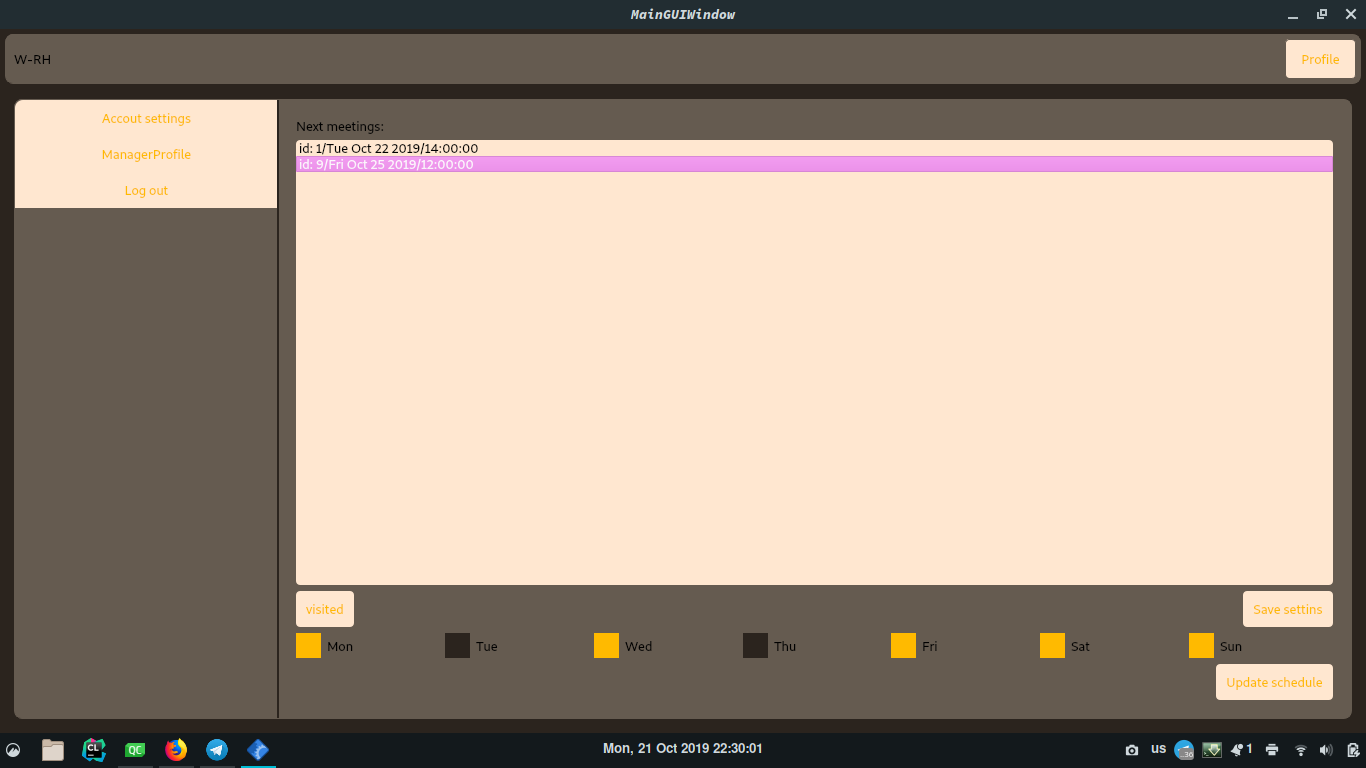 MainGUIWindow
W-RH
Profile
Accout settings
ManagerProfile
Log out
Next meetings:
id: 1/Tue Oct 22 2019/14:00:00
id: 9/Fri Oct 25 2019/12:00:00
visited
Save settins
Mon Tue Wed Thu Fri Sat Sun
Update schedule
CL
QC
Mon, 21 Oct 2019 22:30:01
us
36
1